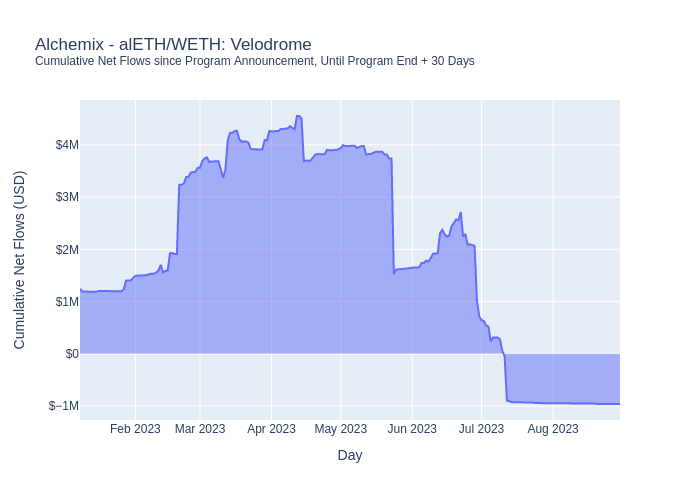 Alchemix - alETH/WETH: Velodrome
Cumulative Net Flows since Program Announcement, Until Program End + 30 Days
Cumulative Net Flows (USD)
$4M
$3M
$2M
$1M
$0
$−1M
Feb 2023 Mar 2023 Apr 2023 May 2023 Jun 2023 Jul 2023 Aug 2023
Day